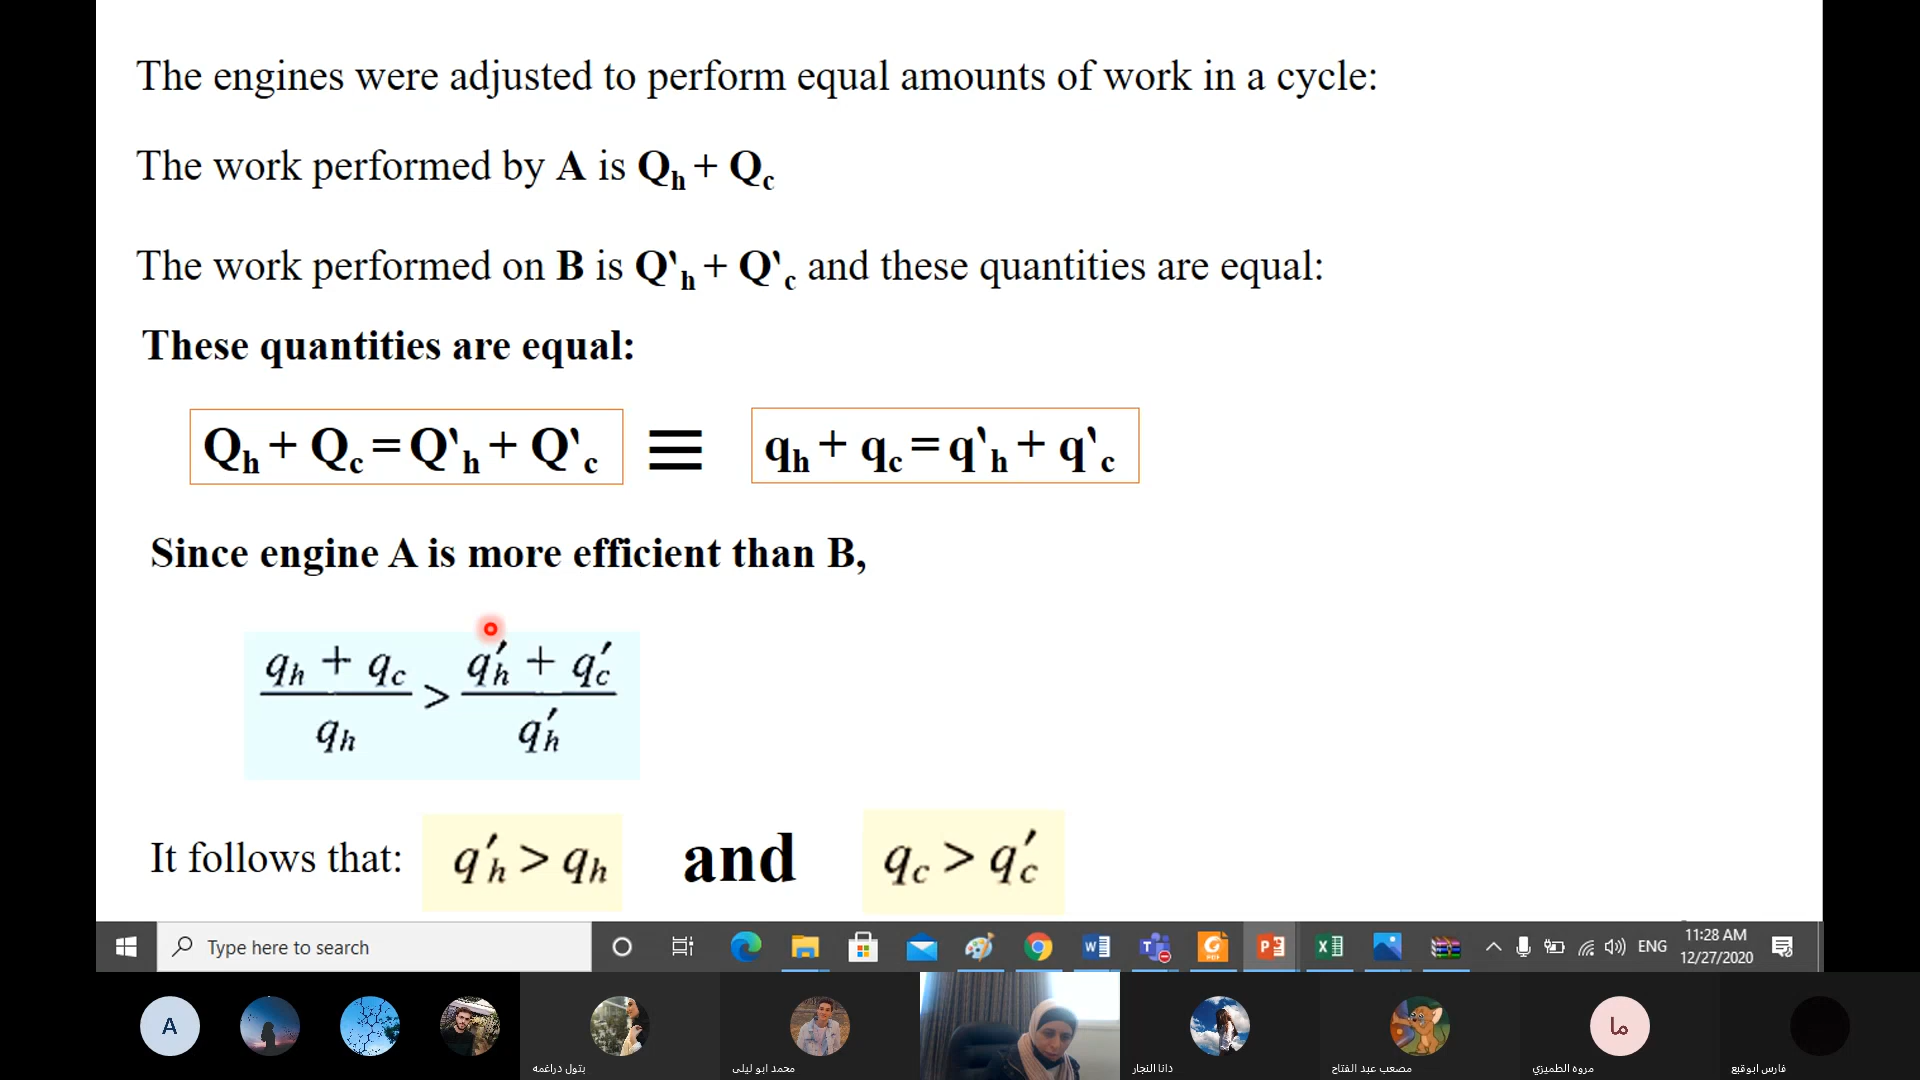 The engines were adjusted to perform equal amounts of work in a cycle:
The work performed by A is Qh + Qc
The work performed on B is Q‛h + Q‛c and these quantities are equal:
These quantities are equal:
Qh + Qc = Q‛h + Q‛c ≡ qh + qc = q‛h + q‛c
Since engine A is more efficient than B,
qh + qc / qh > q′h + q′c / q′h
It follows that: q′h > qh and qc > q′c
Type here to search
ENG
11:28 AM
12/27/2020
A
ما
بتول دراغمه
محمد ابو ليلى
دانا النجار
مصعب عبد الفتاح
مروه الطميزي
فارس ابوقبع